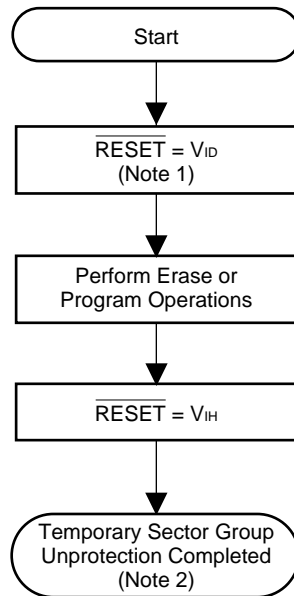 Start
RESET = VID
(Note 1)
Perform Erase or
Program Operations
RESET = VIH
Temporary Sector Group
Unprotection Completed
(Note 2)